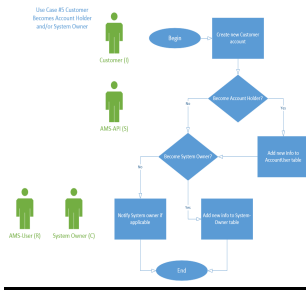 Use Case #5 Customer
Becomes Account Holder
and/or System Owner
Customer (I)
Begin
Create new Customer
account
AMS-API (S)
Become Account Holder?
No
Yes
Add new info to
AccountUser table
Become System Owner?
No
Yes
AMS-User (R)
System Owner (C)
Notify System owner if
applicable
Add new info to System
Owner table
End